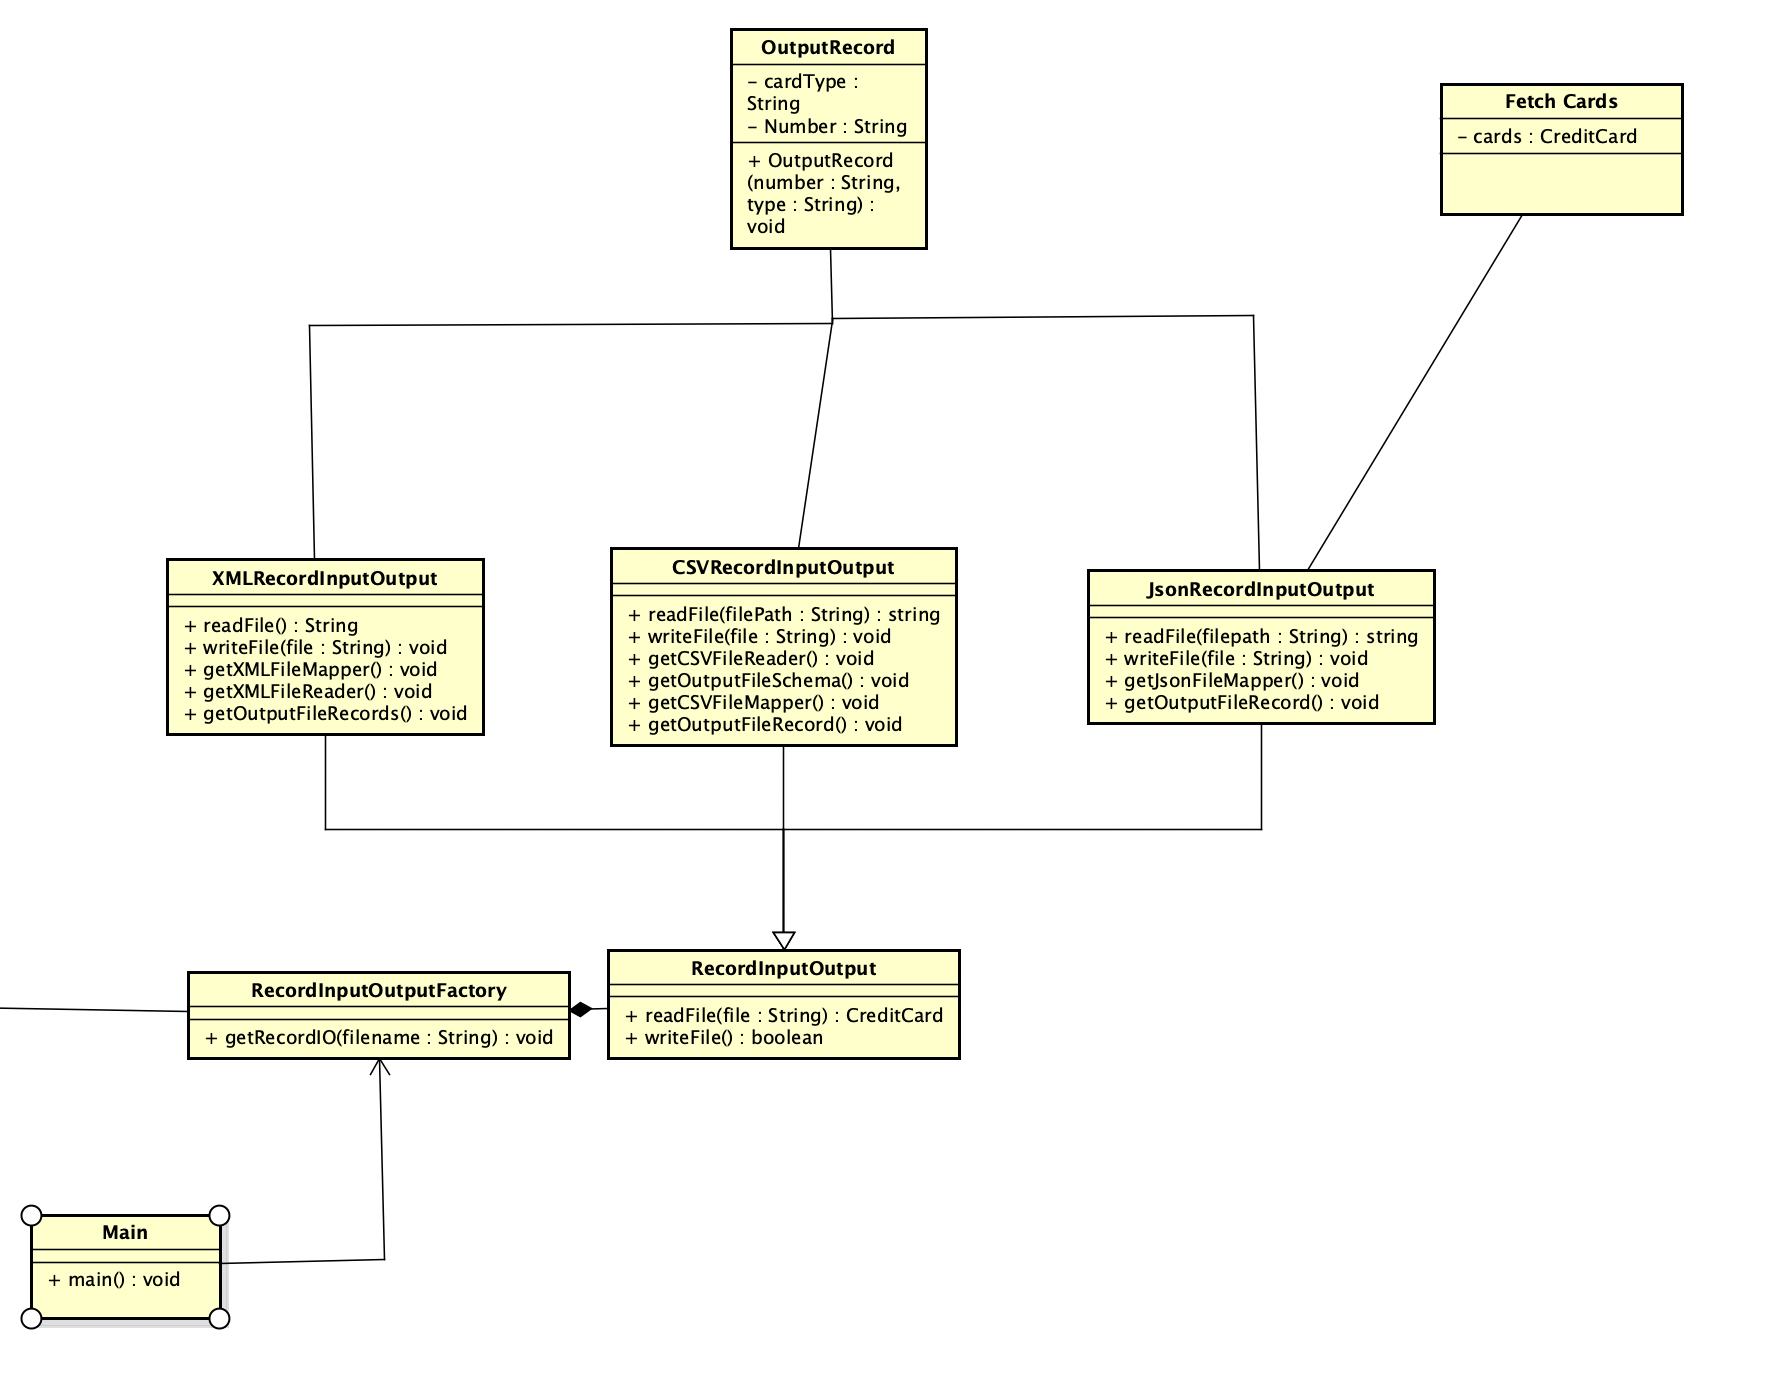 OutputRecord
– cardType :
String
– Number : String
+ OutputRecord
(number : String,
type : String) :
void
Fetch Cards
– cards : CreditCard
XMLRecordInputOutput
+ readFile() : String
+ writeFile(file : String) : void
+ getXMLFileMapper() : void
+ getXMLFileReader() : void
+ getOutputFileRecords() : void
CSVRecordInputOutput
+ readFile(filePath : String) : string
+ writeFile(file : String) : void
+ getCSVFileReader() : void
+ getOutputFileSchema() : void
+ getCSVFileMapper() : void
+ getOutputFileRecord() : void
JsonRecordInputOutput
+ readFile(filepath : String) : string
+ writeFile(file : String) : void
+ getJsonFileMapper() : void
+ getOutputFileRecord() : void
RecordInputOutputFactory
+ getRecordIO(filename : String) : void
RecordInputOutput
+ readFile(file : String) : CreditCard
+ writeFile() : boolean
Main
+ main() : void